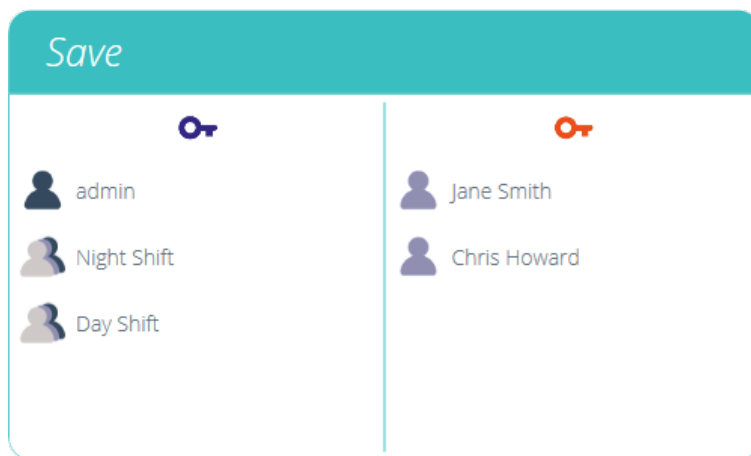 Save
admin
Night Shift
Day Shift
Jane Smith
Chris Howard